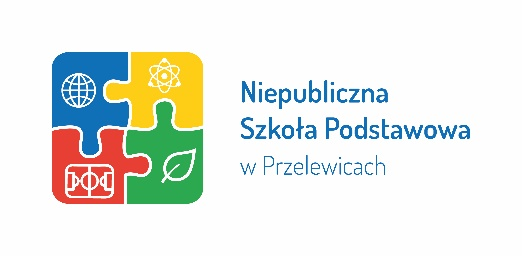 Niepubliczna
Szkoła Podstawowa
w Przelewicach